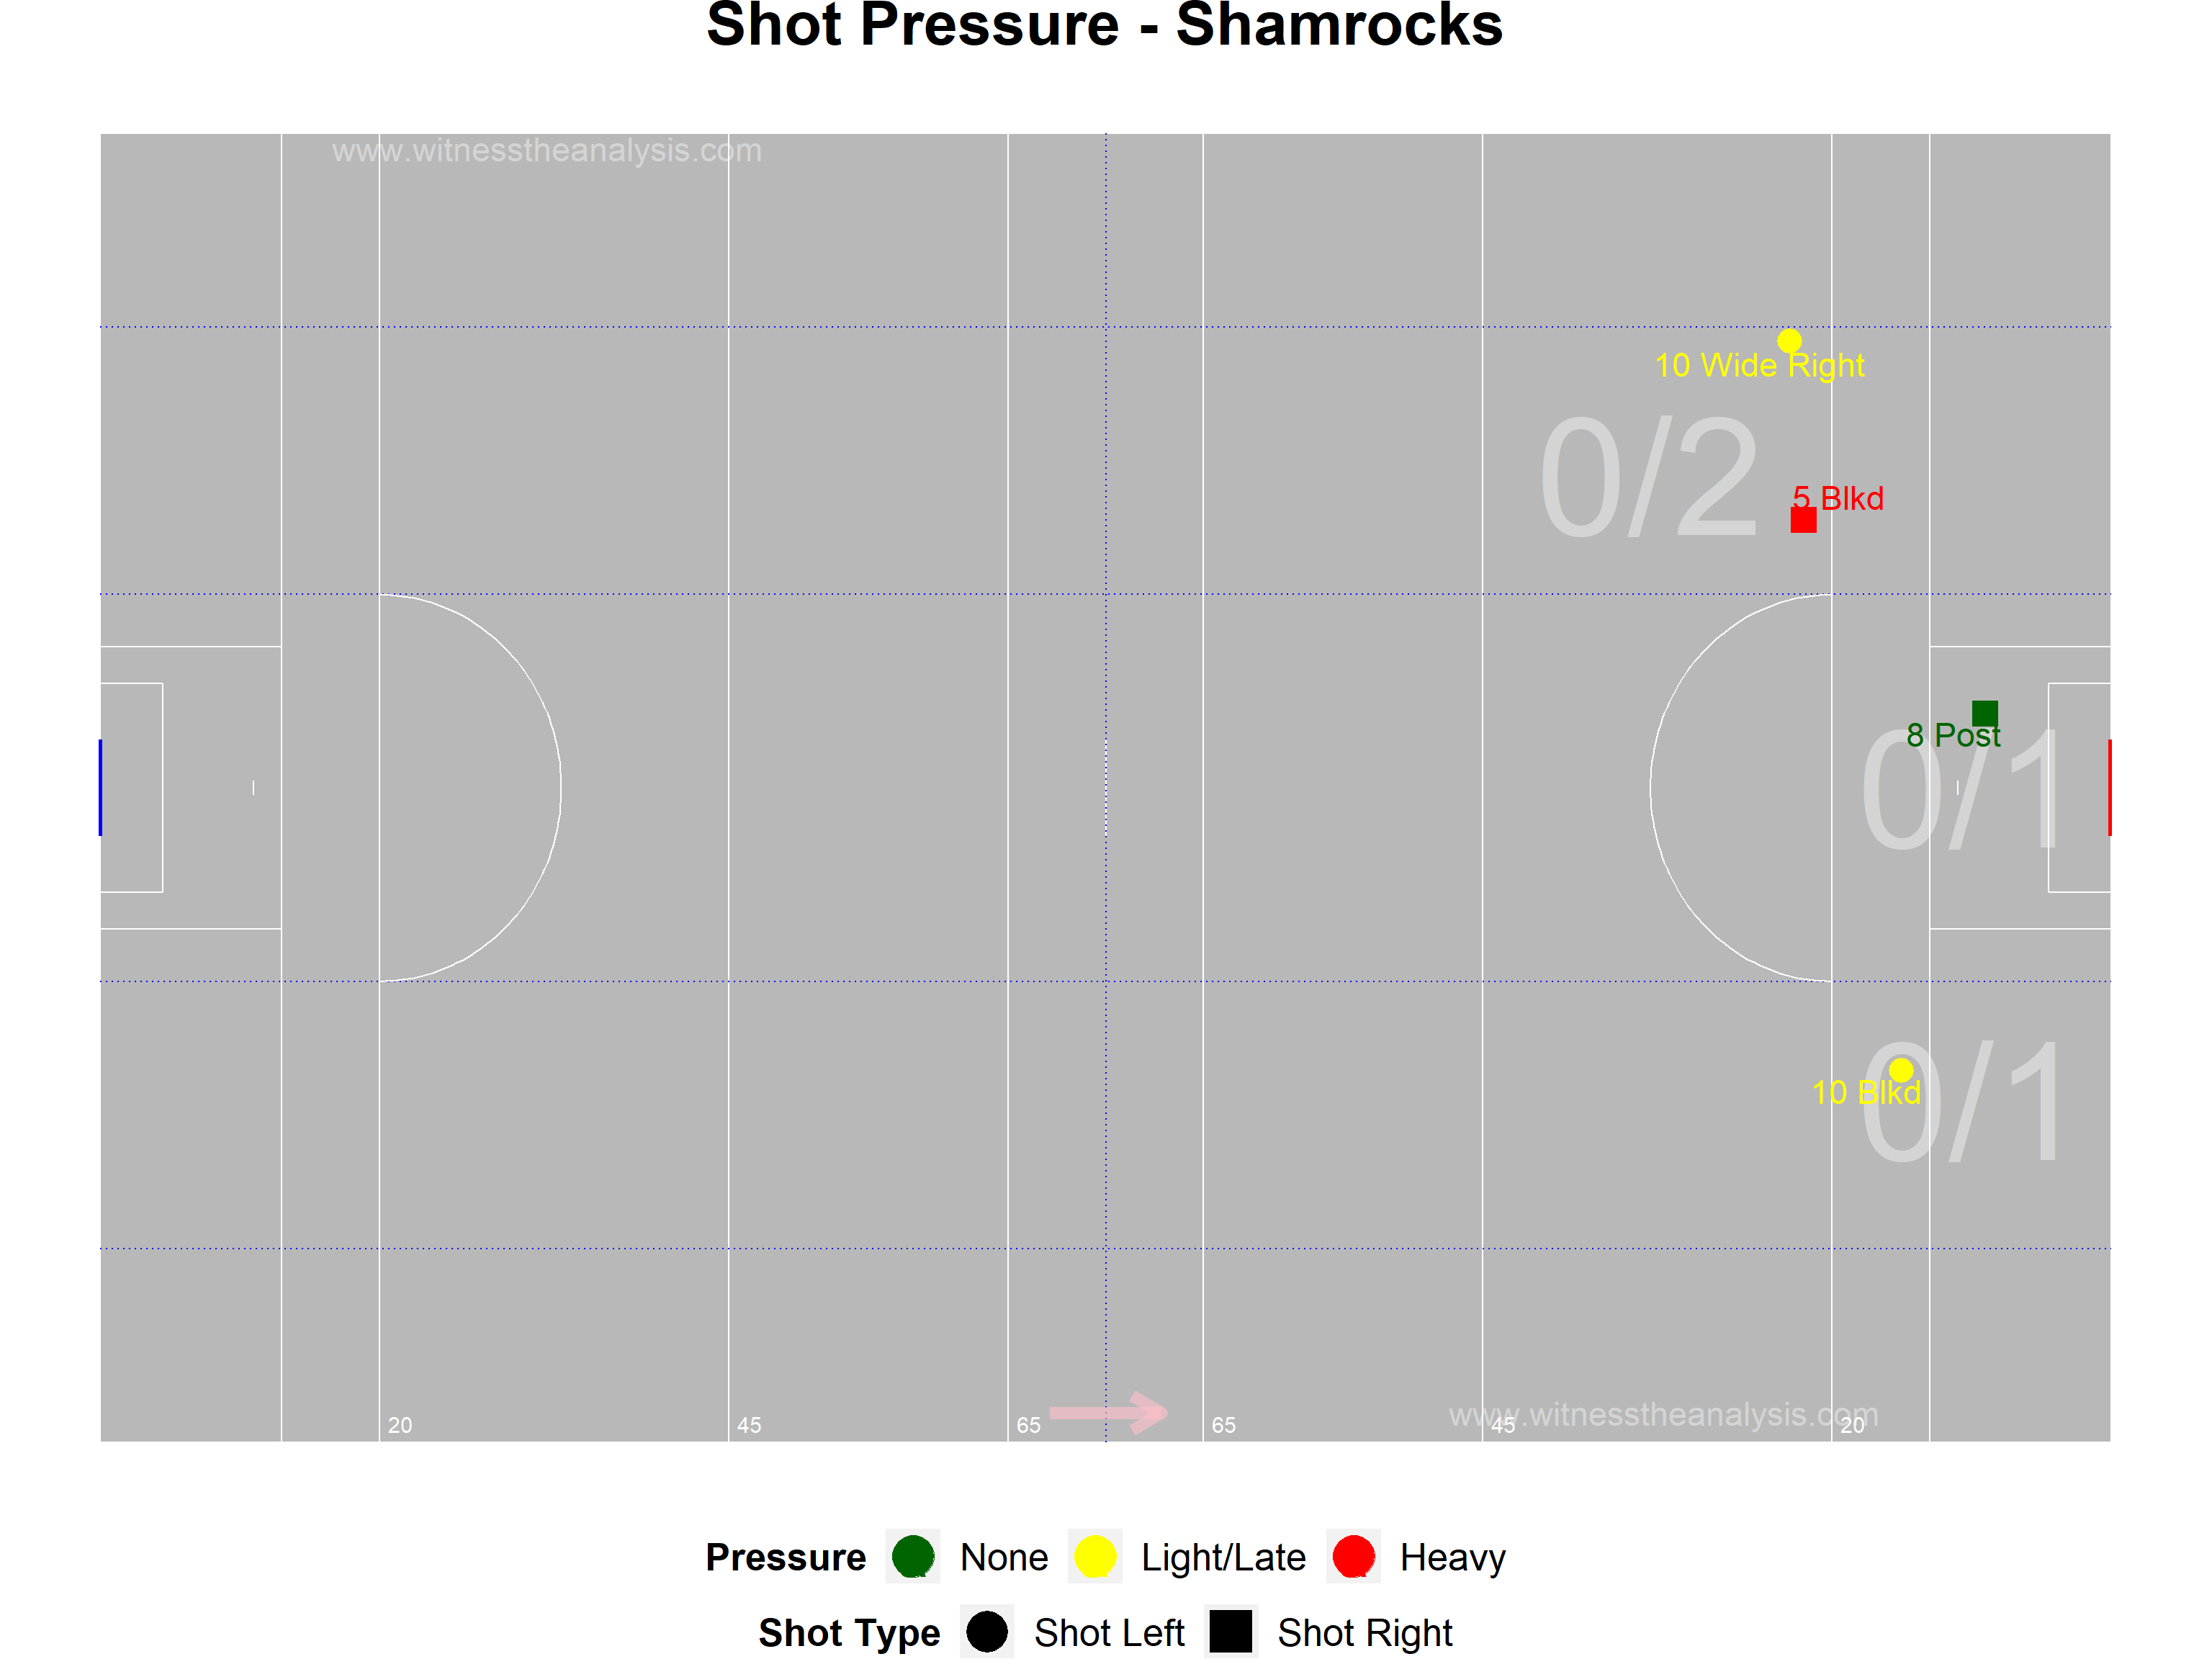 Shot Pressure - Shamrocks
www.witnesstheanalysis.com
10 Wide Right
0/2
5 Blkd
8 Post
0/1
10 Blkd
0/1
www.witnesstheanalysis.com
20 45 65 65 45 20
Pressure None Light/Late Heavy
Shot Type Shot Left Shot Right